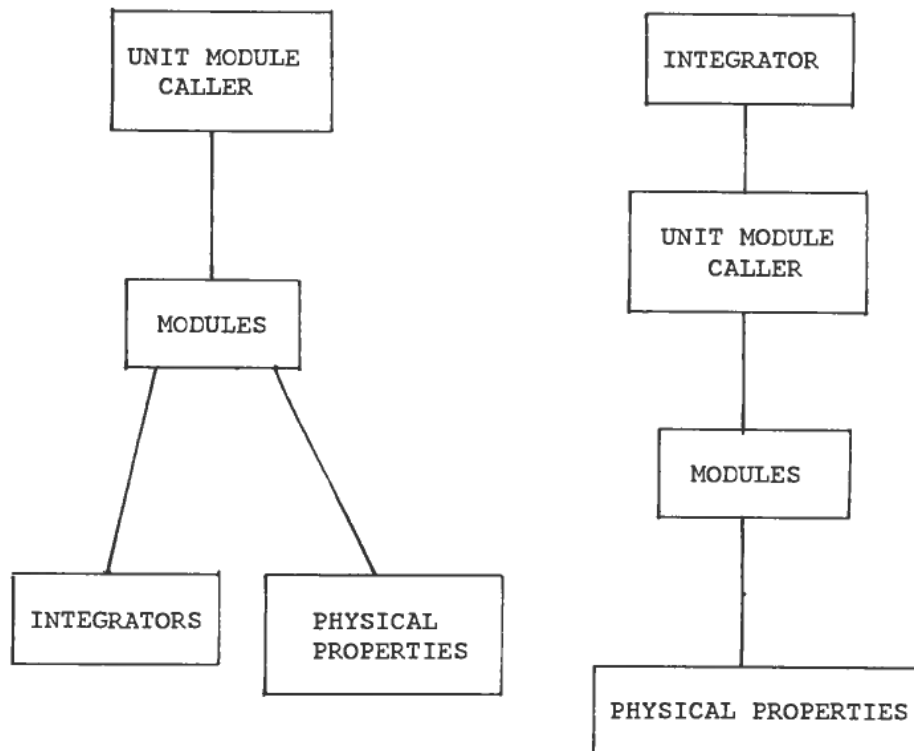 UNIT MODULE
CALLER
MODULES
INTEGRATORS
PHYSICAL
PROPERTIES
INTEGRATOR
UNIT MODULE
CALLER
MODULES
PHYSICAL PROPERTIES